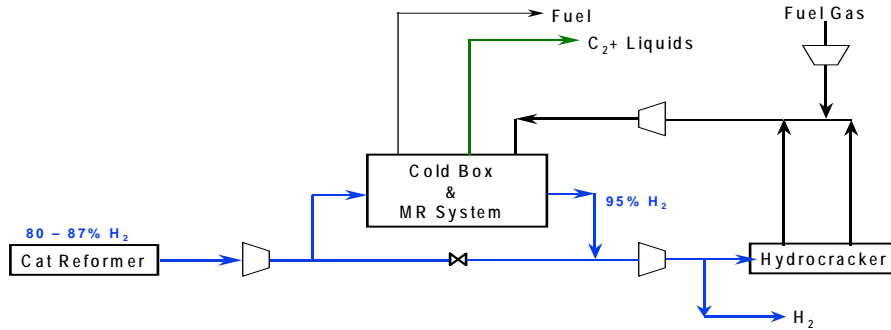 Fuel
Fuel Gas
C₂+ Liquids
Cold Box
&
MR System
95% H₂
80 – 87% H₂
Cat Reformer
Hydrocracker
H₂